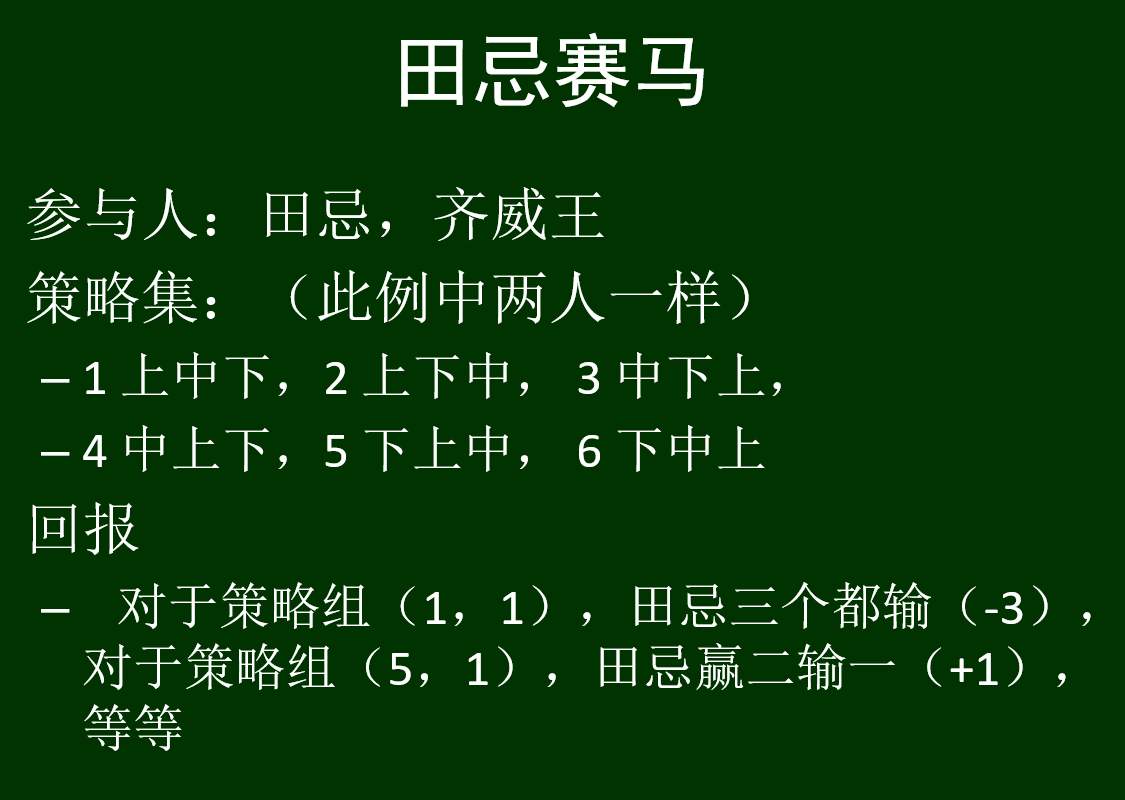 田忌赛马
参与人：田忌，齐威王
策略集：（此例中两人一样）
– 1 上中下，2 上下中， 3 中下上，
– 4 中上下，5 下上中， 6 下中上
回报
– 对于策略组（1，1），田忌三个都输（-3），
对于策略组（5，1），田忌赢二输一（+1），
等等